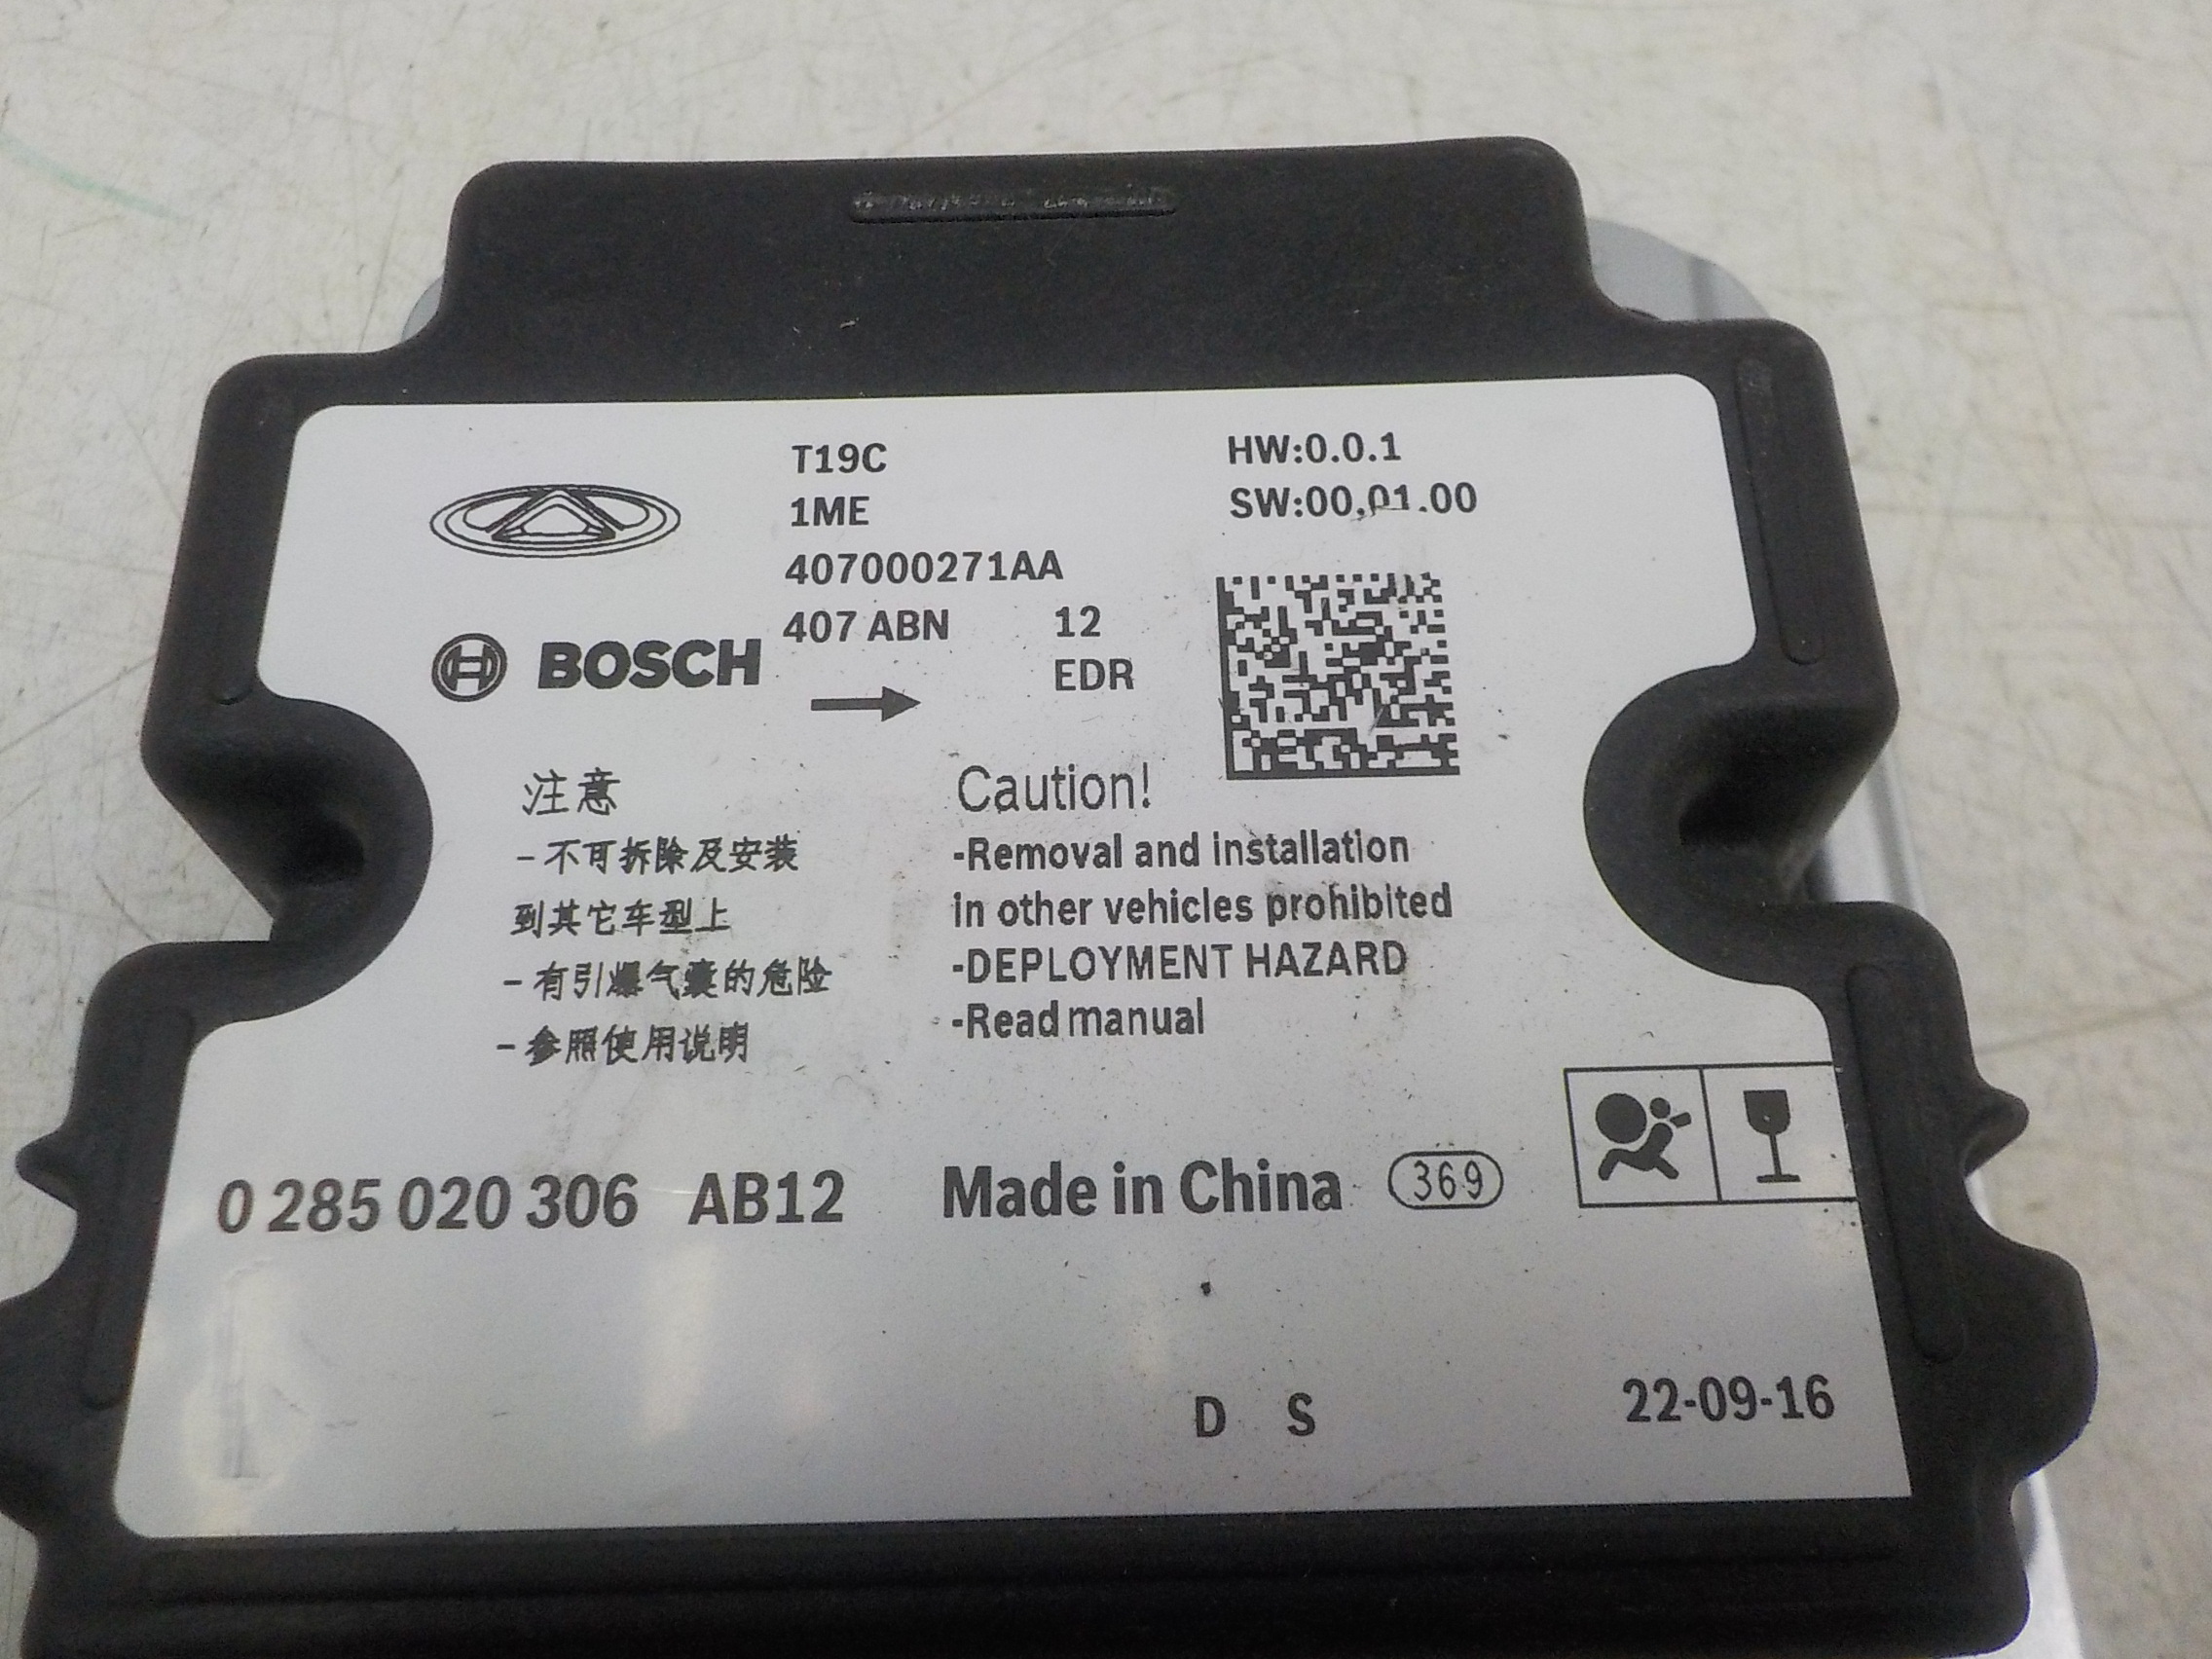 T19C
HW:0.0.1
1ME
SW:00.01.00
407000271AA
407 ABN 12
BOSCH
EDR
注意
-不可拆除及安装
到其它车型上
-有引爆气囊的危险
-参照使用说明
Caution!
-Removal and installation
in other vehicles prohibited
-DEPLOYMENT HAZARD
-Read manual
0 285 020 306 AB12 Made in China 369
D S
22-09-16